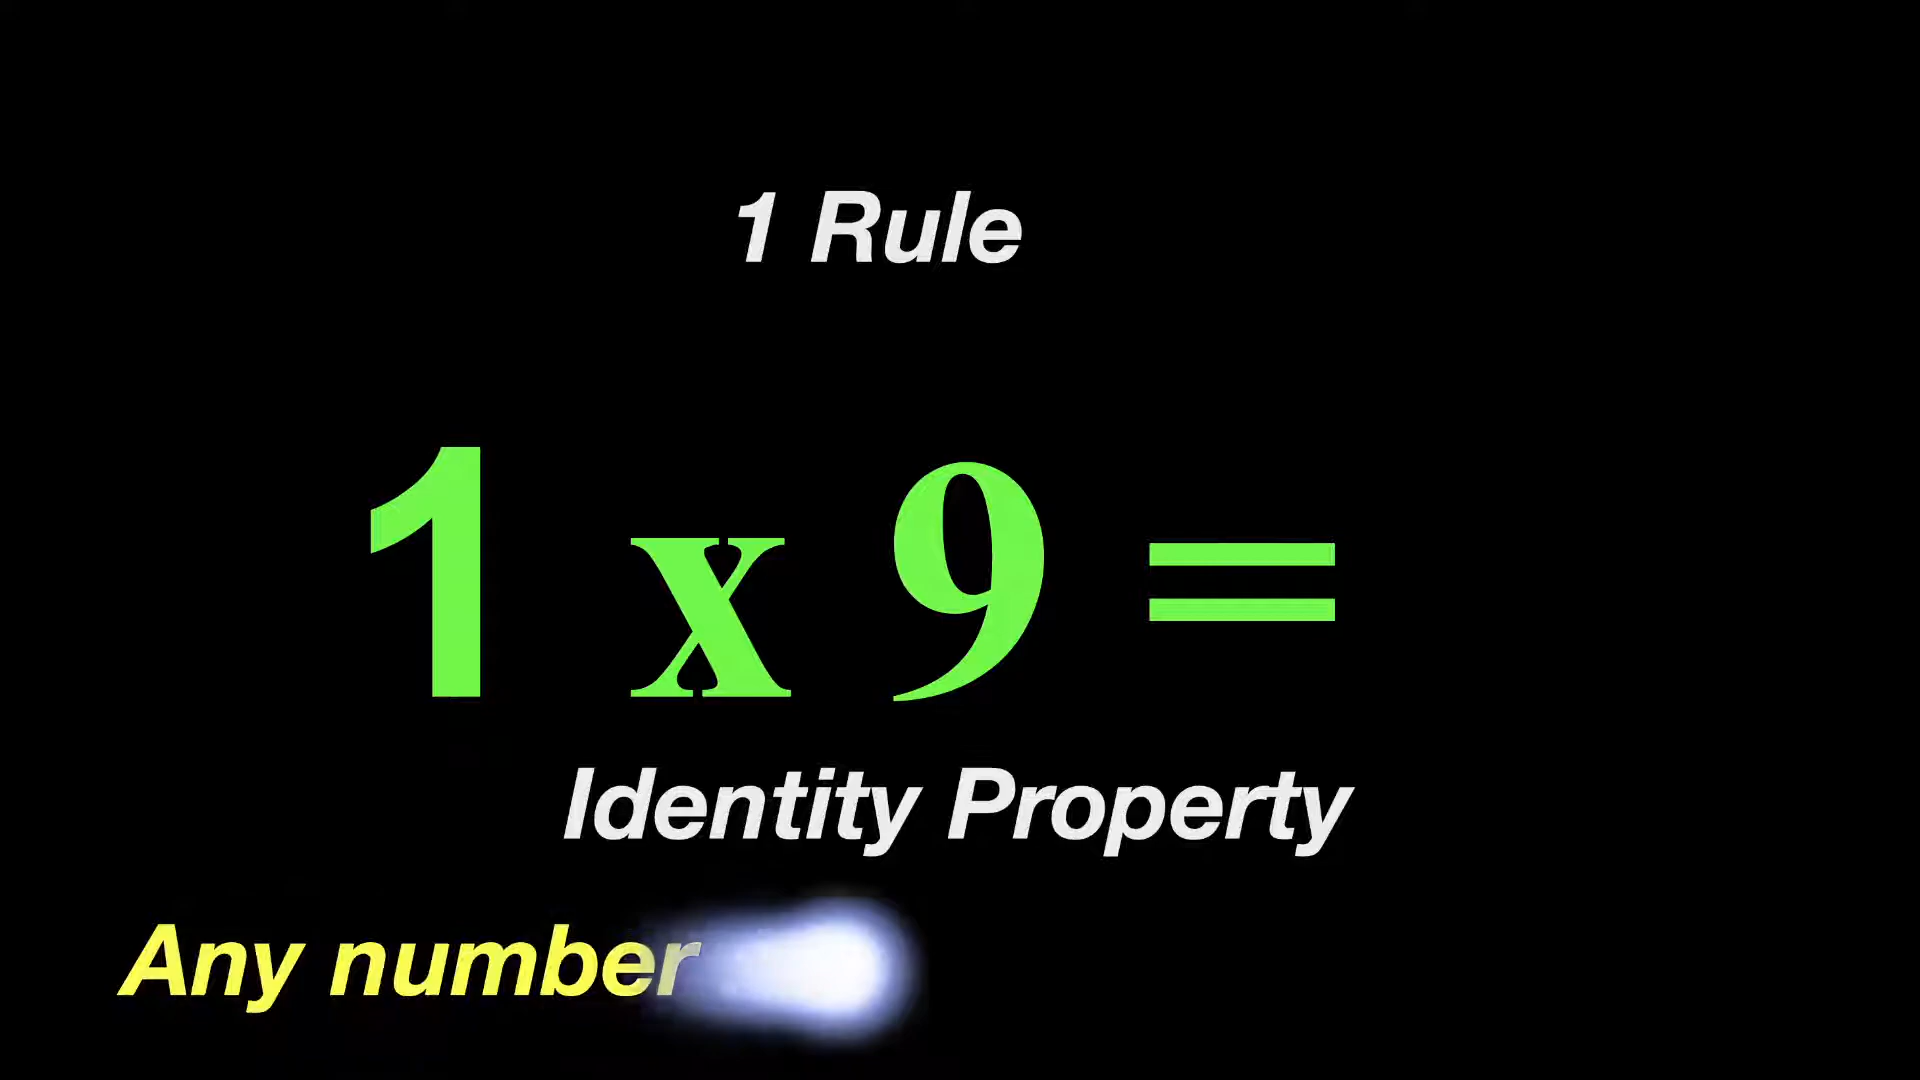 1 Rule
1 x 9 =
Identity Property
Any number